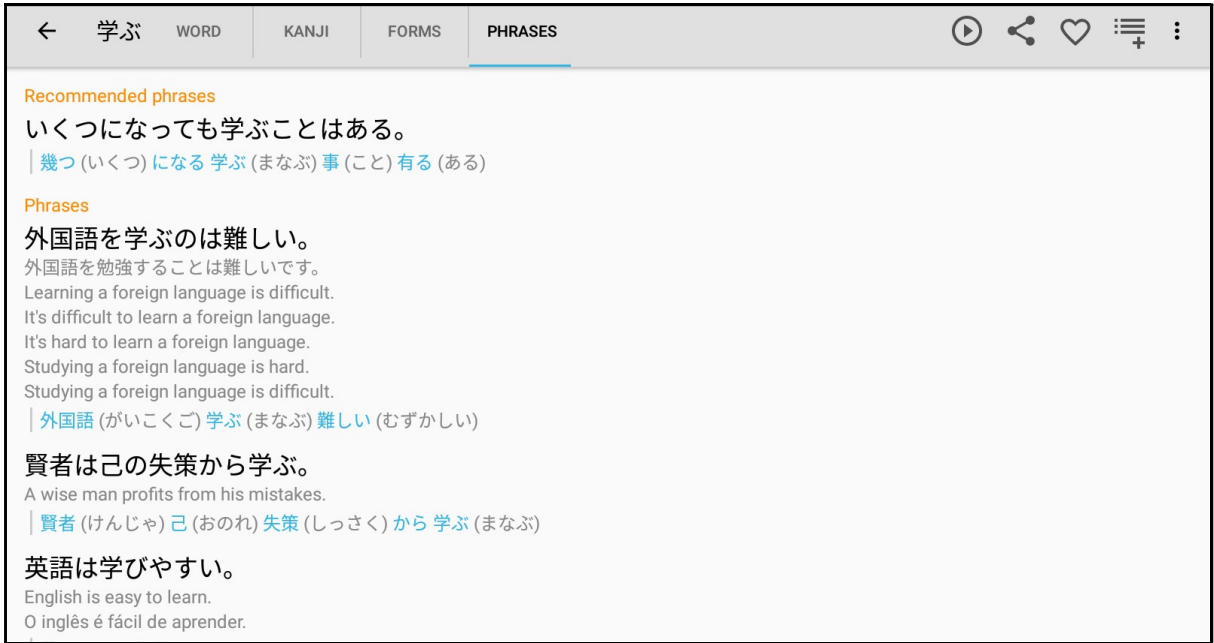 学ぶ WORD KANJI FORMS PHRASES
Recommended phrases
いくつになっても学ぶことはある。
幾つ (いくつ) になる 学ぶ (まなぶ) 事 (こと) 有る (ある)
Phrases
外国語を学ぶのは難しい。
外国語を勉強することは難しいです。
Learning a foreign language is difficult.
It's difficult to learn a foreign language.
It's hard to learn a foreign language.
Studying a foreign language is hard.
Studying a foreign language is difficult.
外国語 (がいこくご) 学ぶ (まなぶ) 難しい (むずかしい)
賢者は己の失策から学ぶ。
A wise man profits from his mistakes.
賢者 (けんじゃ) 己 (おのれ) 失策 (しっさく) から 学ぶ (まなぶ)
英語は学びやすい。
English is easy to learn.
O inglês é fácil de aprender.